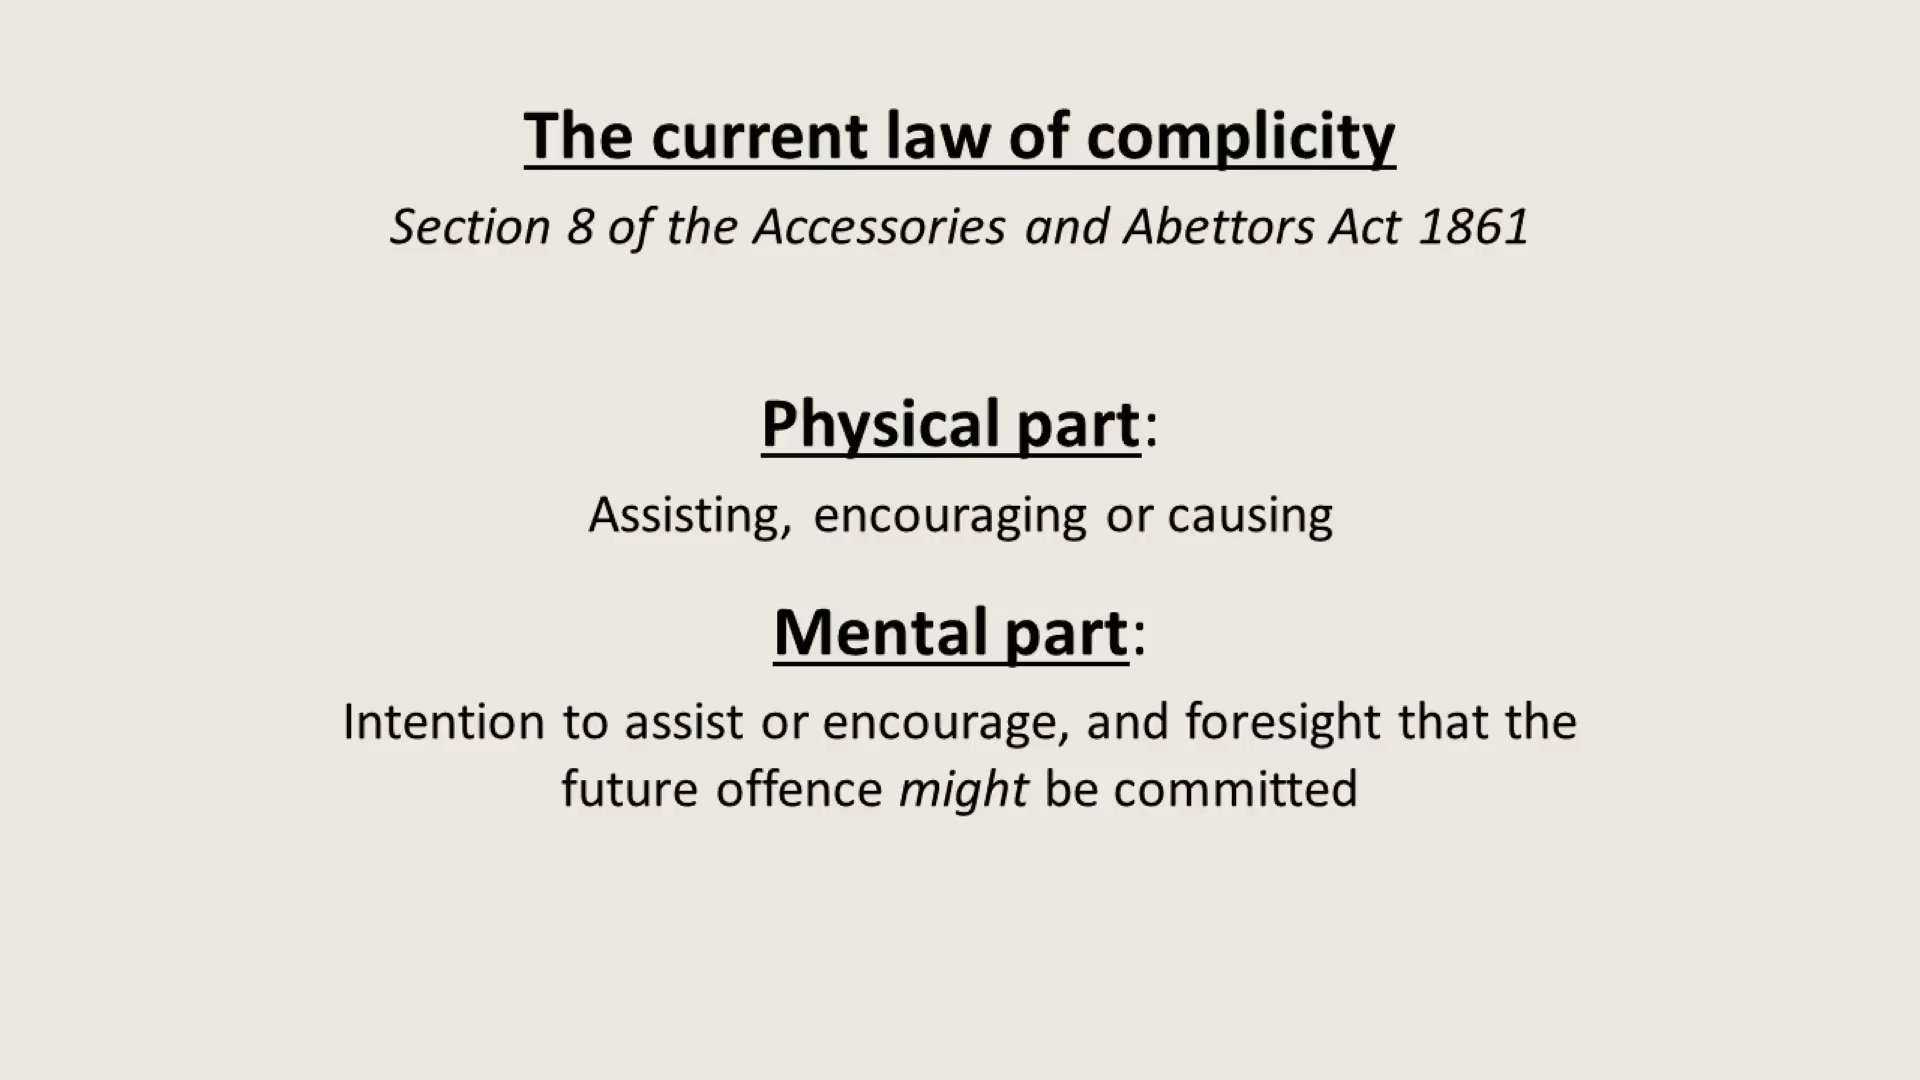 The current law of complicity
Section 8 of the Accessories and Abettors Act 1861
Physical part:
Assisting, encouraging or causing
Mental part:
Intention to assist or encourage, and foresight that the
future offence might be committed